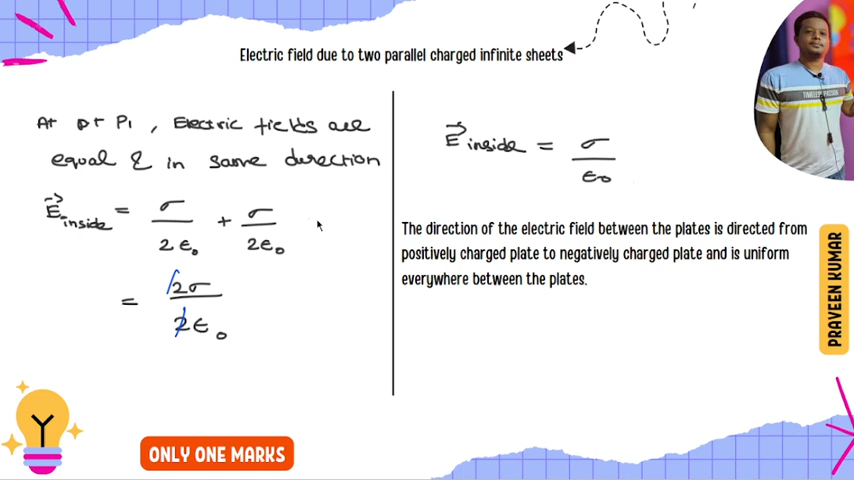 Electric field due to two parallel charged infinite sheets
TIMELESS PASSION
At pt P1, Electric fields are
equal & in same direction
E⃗inside = σ/2ε₀ + σ/2ε₀
= 2σ/2ε₀
E⃗inside = σ/ε₀
The direction of the electric field between the plates is directed from
positively charged plate to negatively charged plate and is uniform
everywhere between the plates.
PRAVEEN KUMAR
ONLY ONE MARKS